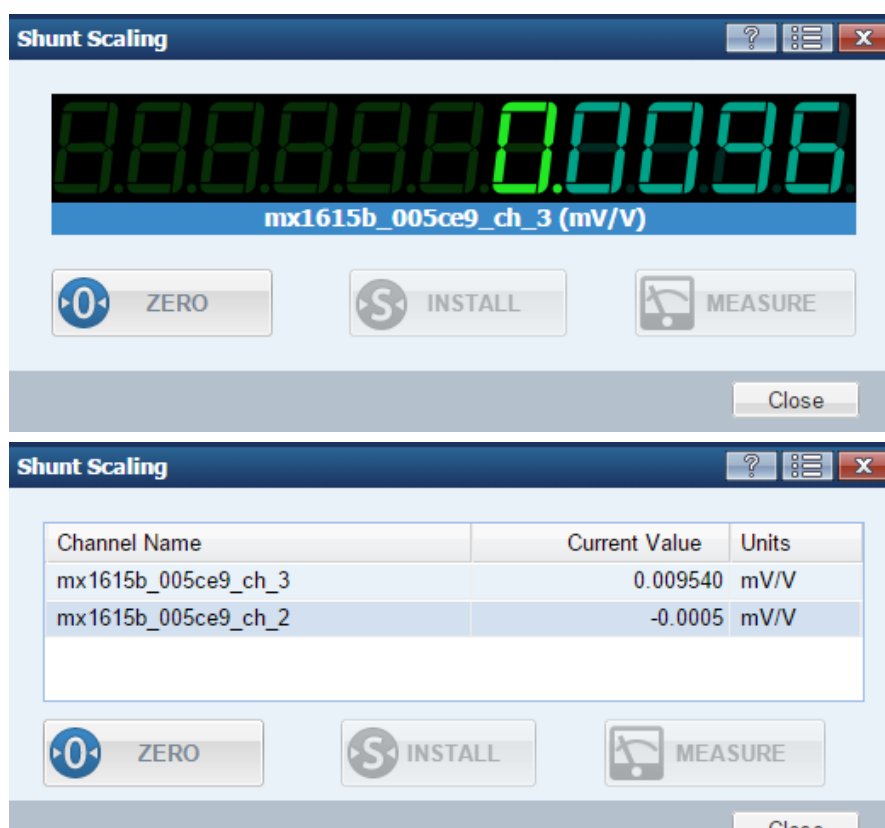 Shunt Scaling
0.0096
mx1615b_005ce9_ch_3 (mV/V)
ZERO INSTALL MEASURE
Close
Shunt Scaling
Channel Name Current Value Units
mx1615b_005ce9_ch_3 0.009540 mV/V
mx1615b_005ce9_ch_2 -0.0005 mV/V
ZERO INSTALL MEASURE
Close